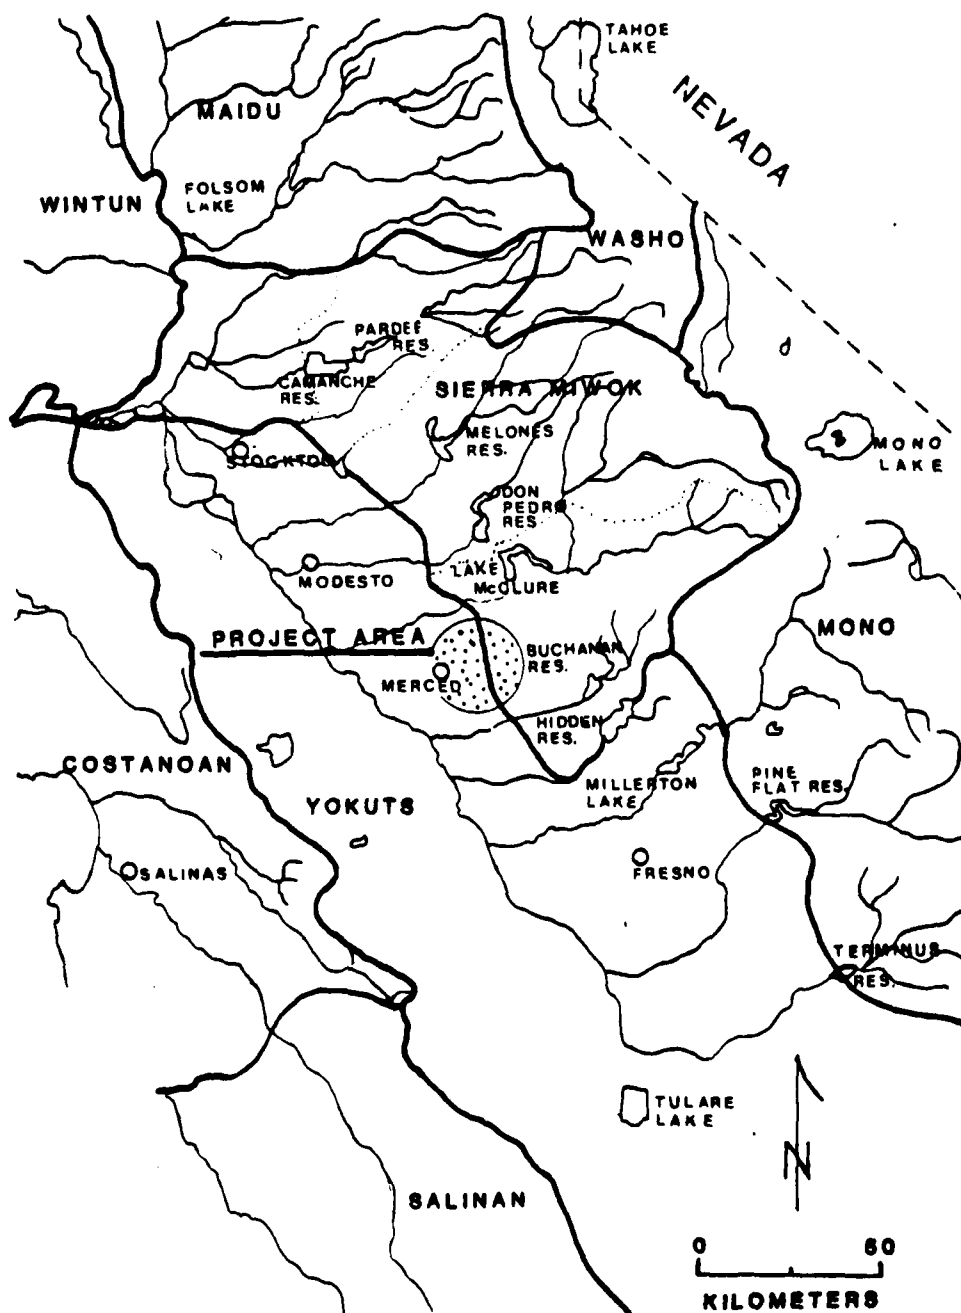 TAHOE
LAKE
NEVADA
MAIDU
FOLSOM
LAKE
WINTUN
WASHO
PARDEE
RES.
CAMANCHE
RES.
SIERRA MIWOK
MELONES
RES.
MONO
LAKE
STOCKTON
DON
PEDRO
RES
MODESTO
LAKE
McCLURE
MONO
PROJECT AREA
BUCHANAN
RES.
MERCED
HIDDEN
RES.
COSTANOAN
MILLERTON
LAKE
PINE
FLAT RES.
YOKUTS
SALINAS
FRESNO
TERMINUS
RES.
TULARE
LAKE
N
SALINAN
0 60
KILOMETERS